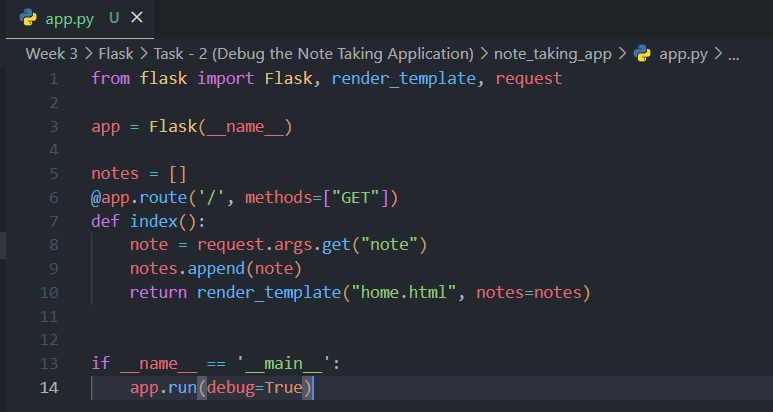 app.py U ×
Week 3 > Flask > Task - 2 (Debug the Note Taking Application) > note_taking_app > app.py > ...
1 from flask import Flask, render_template, request
2
3 app = Flask(__name__)
4
5 notes = []
6 @app.route('/', methods=["GET"])
7 def index():
8     note = request.args.get("note")
9     notes.append(note)
10     return render_template("home.html", notes=notes)
11
12
13 if __name__ == '__main__':
14     app.run(debug=True)